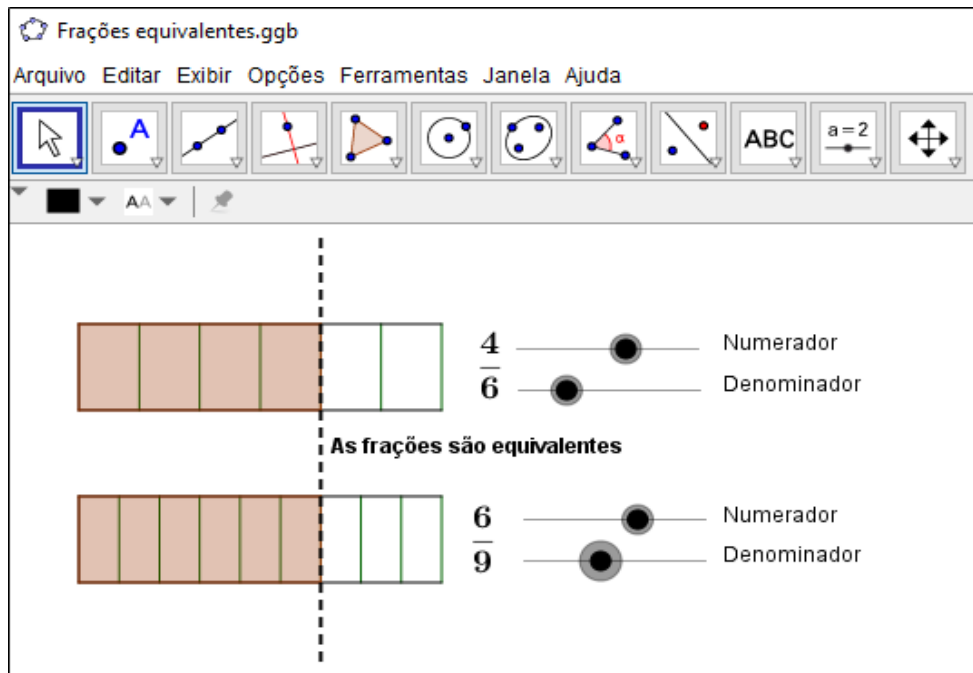 Frações equivalentes.ggb
Arquivo Editar Exibir Opções Ferramentas Janela Ajuda
A
α
ABC
a=2
AA
4
6
Numerador
Denominador
As frações são equivalentes
6
9
Numerador
Denominador